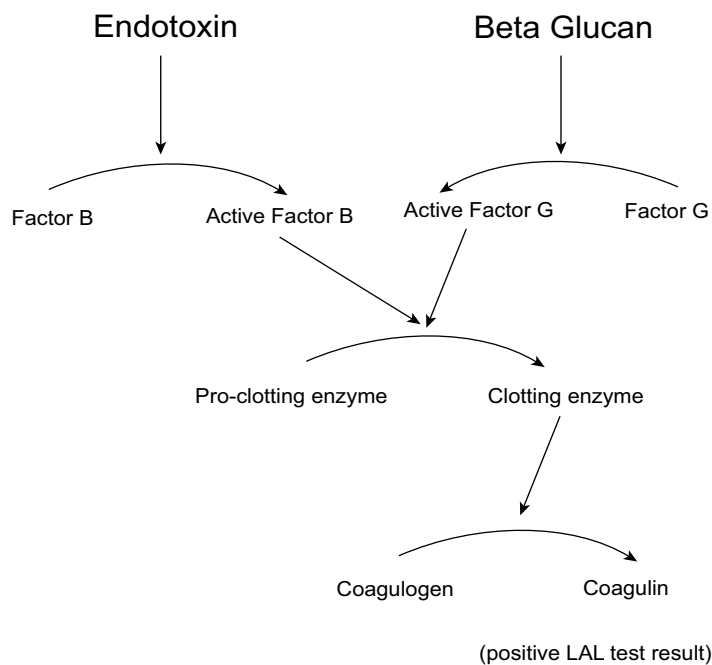 Endotoxin
Beta Glucan
Factor B
Active Factor B
Active Factor G
Factor G
Pro-clotting enzyme
Clotting enzyme
Coagulogen
Coagulin
(positive LAL test result)